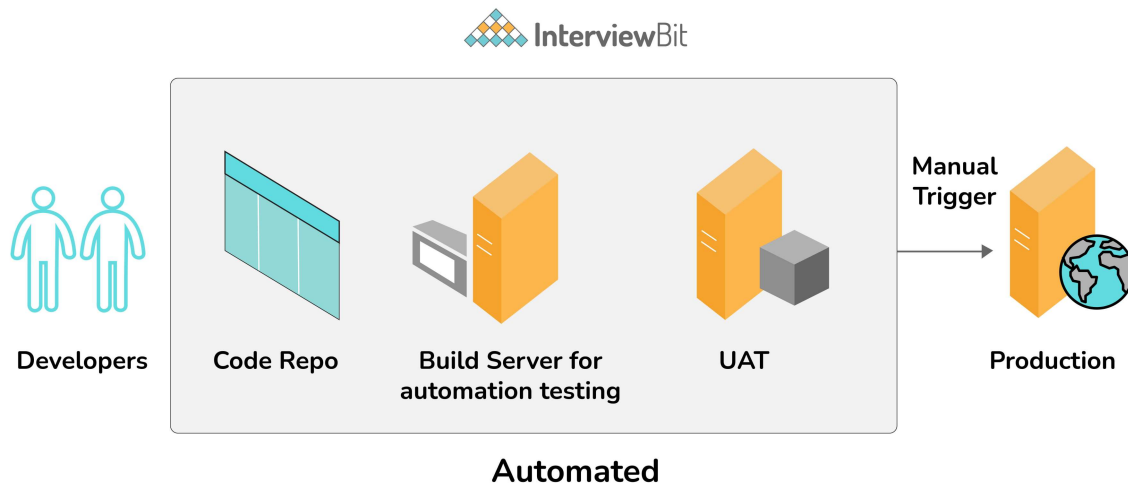 InterviewBit
Manual
Trigger
Developers
Code Repo
Build Server for
automation testing
UAT
Production
Automated